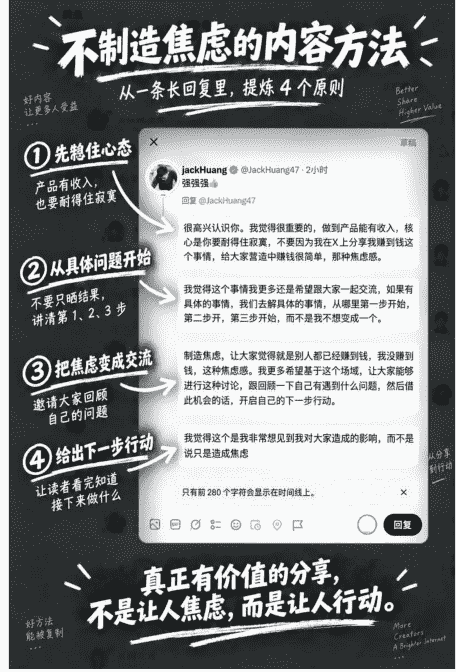 不制造焦虑的内容方法
从一条长回复里，提炼 4 个原则
好内容
让更多人受益
...
Better
Share
Higher Value
① 先稳住心态
产品有收入，
也要耐得住寂寞
② 从具体问题开始
不要只晒结果，
讲清第 1、2、3 步
③ 把焦虑变成交流
邀请大家回顾
自己的问题
④ 给出下一步行动
让读者看完知道
接下来做什么
草稿
jackHuang @JackHuang47 · 2小时
强强强👍
回复 @JackHuang47
很高兴认识你。我觉得很重要的，做到产品能有收入，核
心是你要耐得住寂寞，不要因为我在X上分享我赚到钱这
个事情，给大家营造中赚钱很简单，那种焦虑感。
我觉得这个事情我更多还是希望跟大家一起交流，如果有
具体的事情，我们去解具体的事情，从哪里第一步开始，
第二步开，第三步开始，而不是我不想变成一个。
制造焦虑，让大家觉得就是别人都已经赚到钱，我没赚到
钱，这种焦虑感。我更多希望基于这个场域，让大家能够
进行这种讨论，跟回顾一下自己有遇到什么问题，然后借
此机会的话，开启自己的下一步行动。
我觉得这个是我非常想见到我对大家造成的影响，而不是
说只是造成焦虑
只有前 280 个字符会显示在时间线上。
GIF
回复
从分享
到行动
真正有价值的分享，
不是让人焦虑，而是让人行动。
好方法
能被复制
...
More
Creators
A Brighter Internet
...